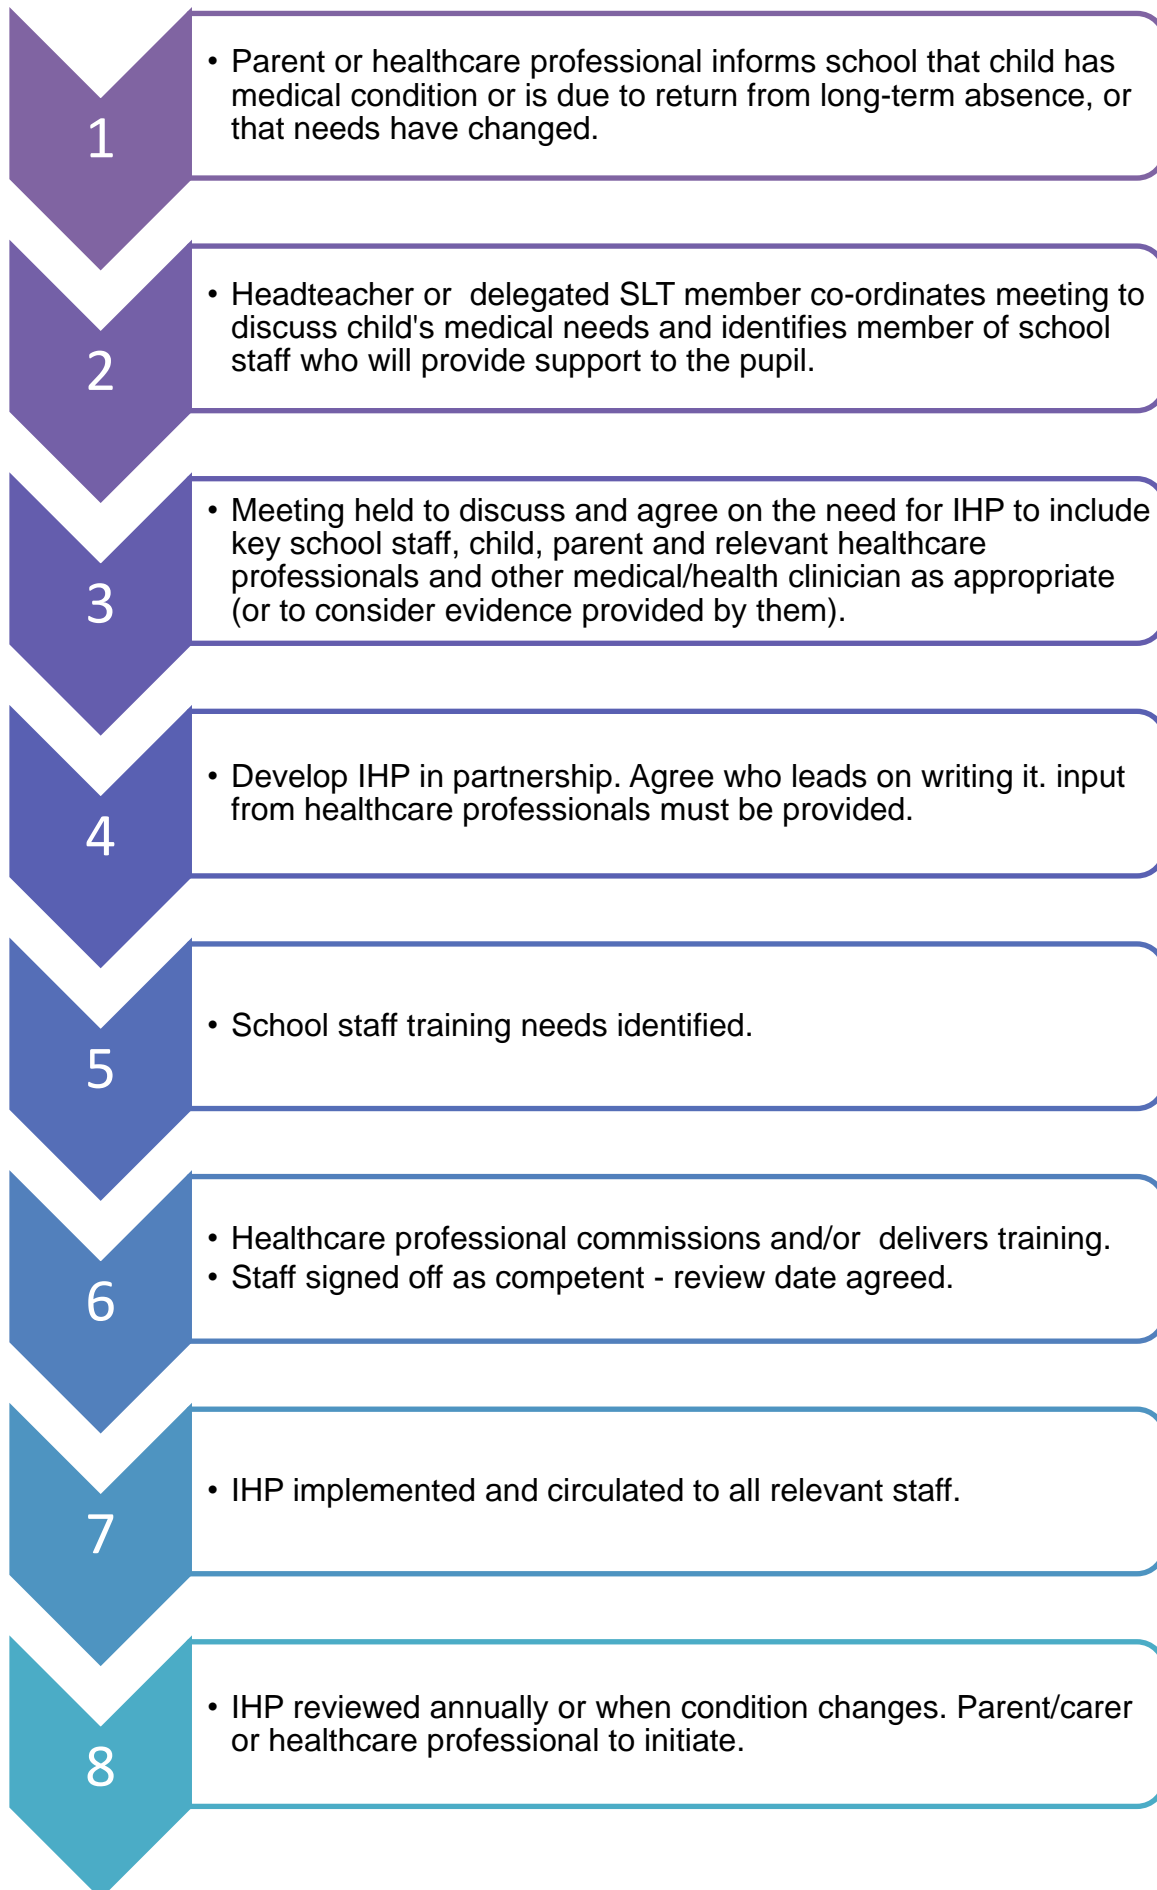 1
• Parent or healthcare professional informs school that child has
medical condition or is due to return from long-term absence, or
that needs have changed.
2
• Headteacher or  delegated SLT member co-ordinates meeting to
discuss child's medical needs and identifies member of school
staff who will provide support to the pupil.
3
• Meeting held to discuss and agree on the need for IHP to include
key school staff, child, parent and relevant healthcare
professionals and other medical/health clinician as appropriate
(or to consider evidence provided by them).
4
• Develop IHP in partnership. Agree who leads on writing it. input
from healthcare professionals must be provided.
5
• School staff training needs identified.
6
• Healthcare professional commissions and/or  delivers training.
• Staff signed off as competent - review date agreed.
7
• IHP implemented and circulated to all relevant staff.
8
• IHP reviewed annually or when condition changes. Parent/carer
or healthcare professional to initiate.